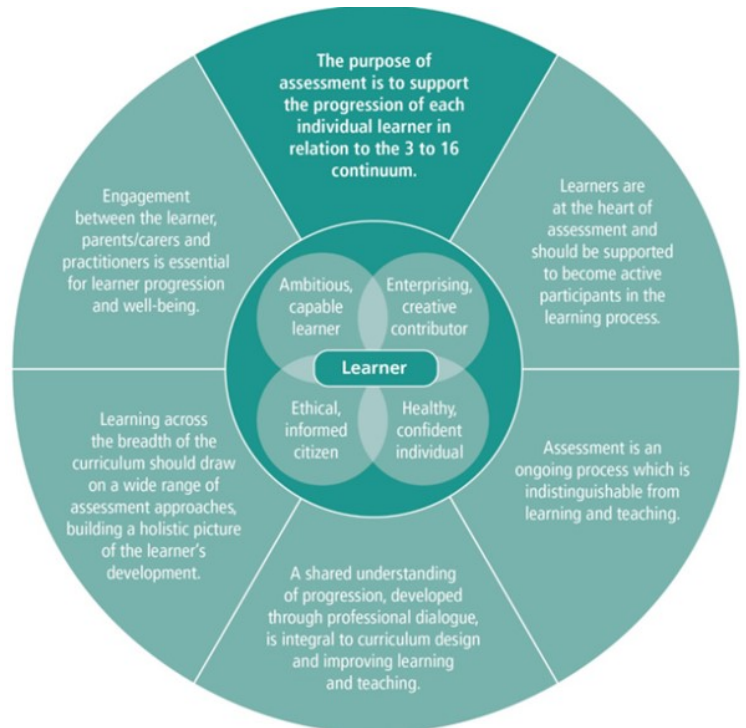 The purpose of
assessment is to support
the progression of each
individual learner in
relation to the 3 to 16
continuum.
Learners are
at the heart of
assessment and
should be supported
to become active
participants in the
learning process.
Assessment is an
ongoing process which is
indistinguishable from
learning and teaching.
A shared understanding
of progression, developed
through professional dialogue,
is integral to curriculum design
and improving learning
and teaching.
Learning across
the breadth of the
curriculum should draw
on a wide range of
assessment approaches,
building a holistic picture
of the learner's
development.
Engagement
between the learner,
parents/carers and
practitioners is essential
for learner progression
and well-being.
Ambitious,
capable
learner
Enterprising,
creative
contributor
Learner
Ethical,
informed
citizen
Healthy,
confident
individual